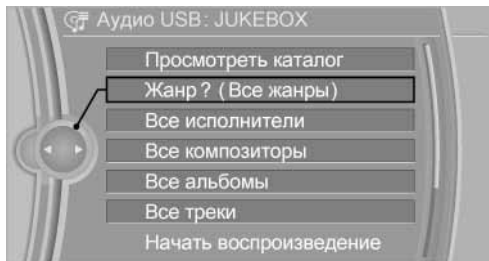 Аудио USB: JUKEBOX
Просмотреть каталог
Жанр ? (Все жанры)
Все исполнители
Все композиторы
Все альбомы
Все треки
Начать воспроизведение